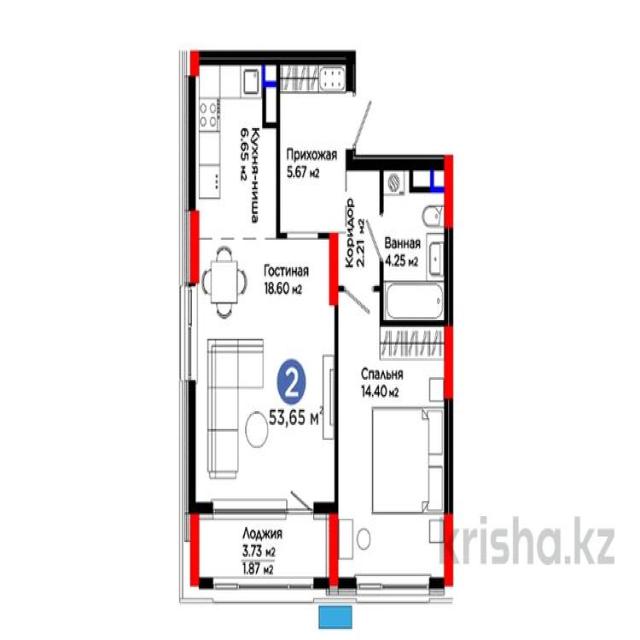 Кухня-ниша
6.65 м2
Прихожая
5.67 м2
Коридор
2.21 м2
Ванная
4.25 м2
Гостиная
18.60 м2
2
53,65 м²
Спальня
14.40 м2
Лоджия
3.73 м2
1.87 м2
krisha.kz